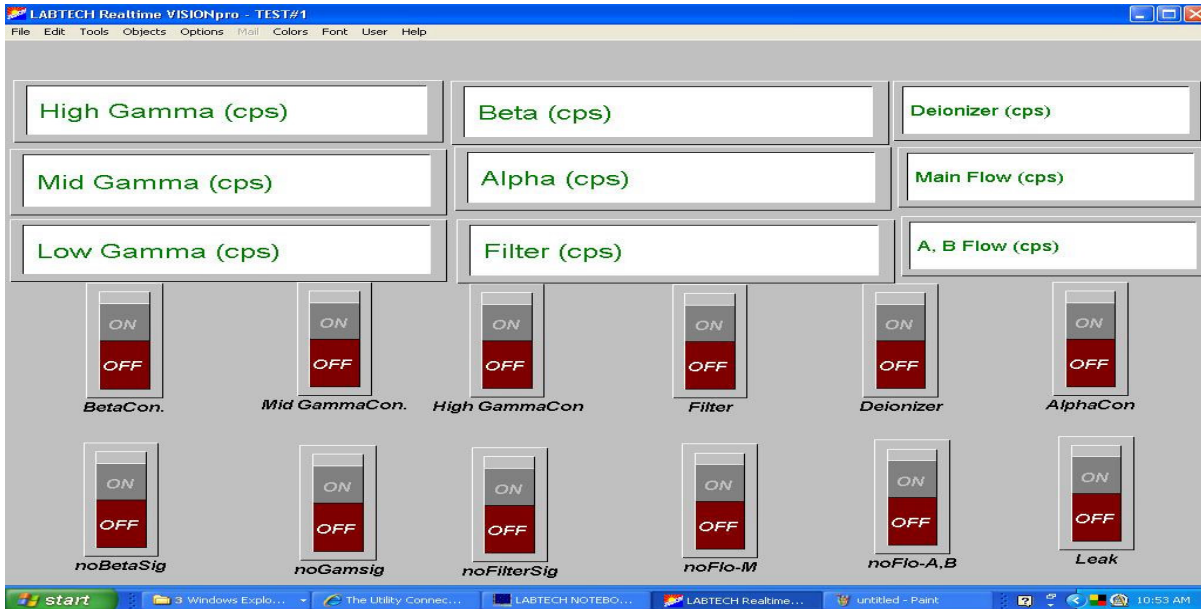 LABTECH Realtime VISIONpro - TEST#1
File Edit Tools Objects Options Mail Colors Font User Help
High Gamma (cps) Beta (cps) Deionizer (cps)
Mid Gamma (cps) Alpha (cps) Main Flow (cps)
Low Gamma (cps) Filter (cps) A, B Flow (cps)
ON ON ON ON ON ON
OFF OFF OFF OFF OFF OFF
BetaCon. Mid GammaCon. High GammaCon Filter Deionizer AlphaCon
ON ON ON ON ON ON
OFF OFF OFF OFF OFF OFF
noBetaSig noGamsig noFilterSig noFlo-M noFlo-A,B Leak
start 3 Windows Explo... The Utility Connec... LABTECH NOTEBO... LABTECH Realtime... untitled - Paint 10:53 AM